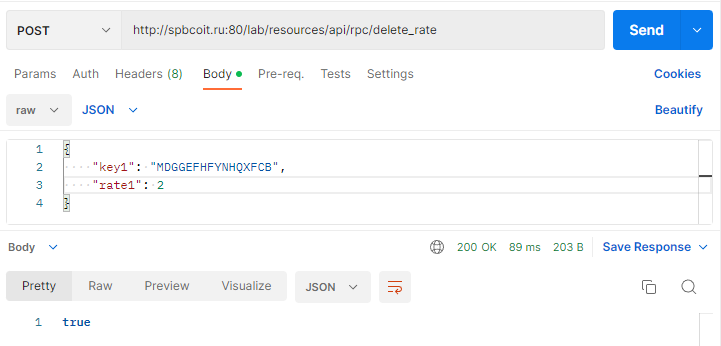 POST http://spbcoit.ru:80/lab/resources/api/rpc/delete_rate Send
Params Auth Headers (8) Body Pre-req. Tests Settings Cookies
raw JSON Beautify
1 {
2 "key1": "MDGGEFHFYNHQXFCB",
3 "rate1": 2
4 }
Body 200 OK 89 ms 203 B Save Response
Pretty Raw Preview Visualize JSON
1 true